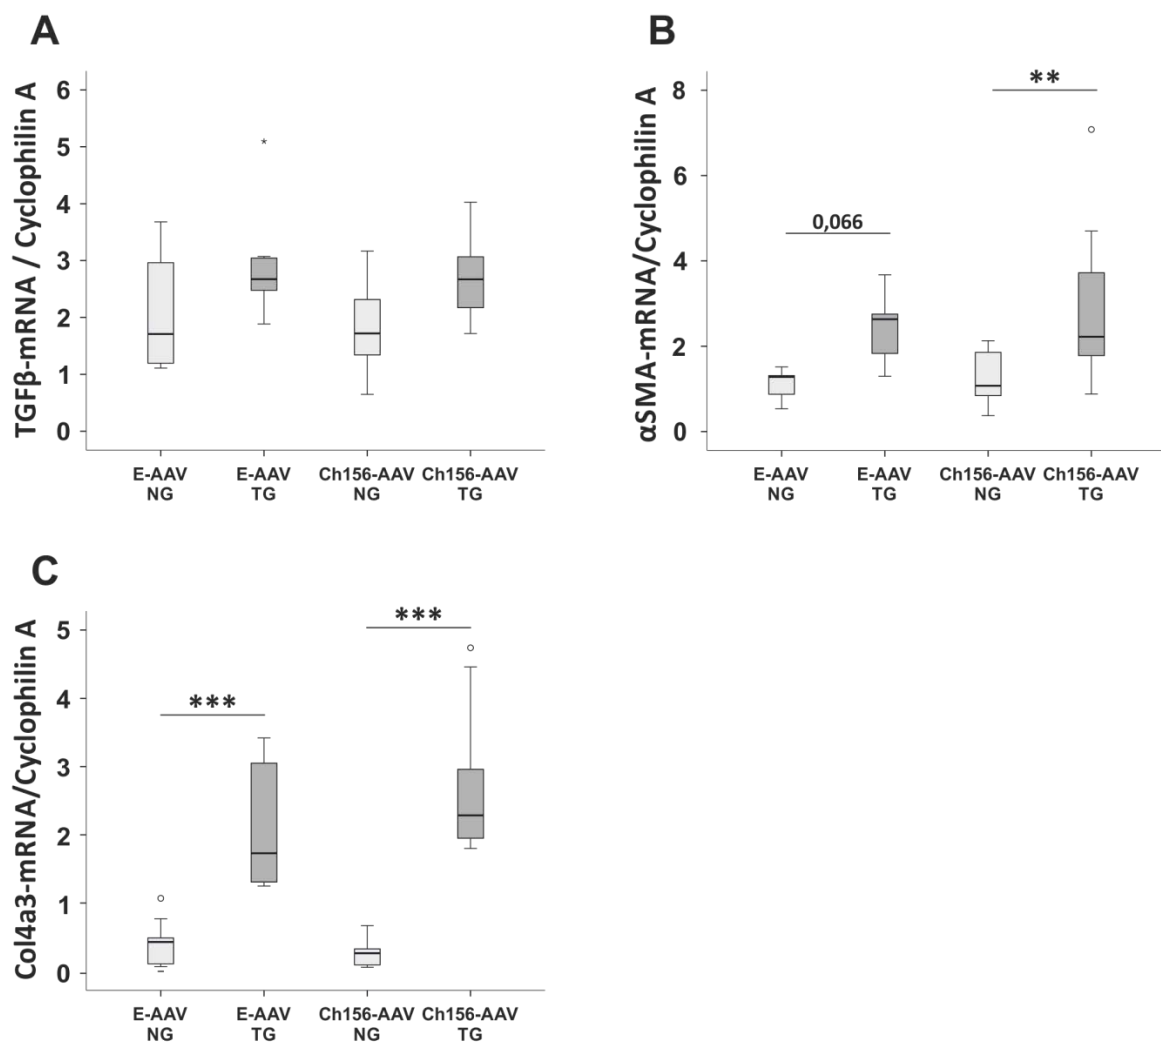 A
TGFβ-mRNA / Cyclophilin A
6
5
4
3
2
1
0
*
E-AAV
NG
E-AAV
TG
Ch156-AAV
NG
Ch156-AAV
TG
B
αSMA-mRNA/Cyclophilin A
8
6
4
2
0
0,066
**
E-AAV
NG
E-AAV
TG
Ch156-AAV
NG
Ch156-AAV
TG
C
Col4a3-mRNA/Cyclophilin A
5
4
3
2
1
0
***
***
E-AAV
NG
E-AAV
TG
Ch156-AAV
NG
Ch156-AAV
TG